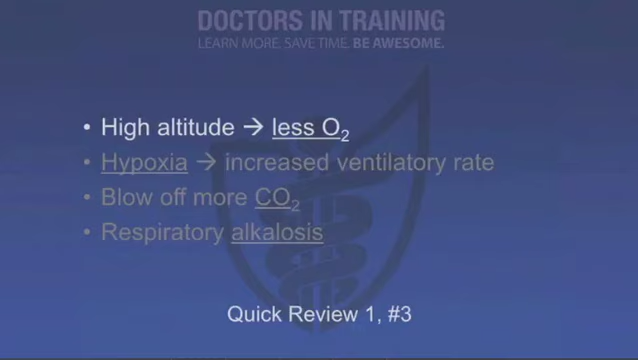 DOCTORS IN TRAINING
LEARN MORE. SAVE TIME. BE AWESOME.
• High altitude → less O₂
• Hypoxia → increased ventilatory rate
• Blow off more CO₂
• Respiratory alkalosis
Quick Review 1, #3